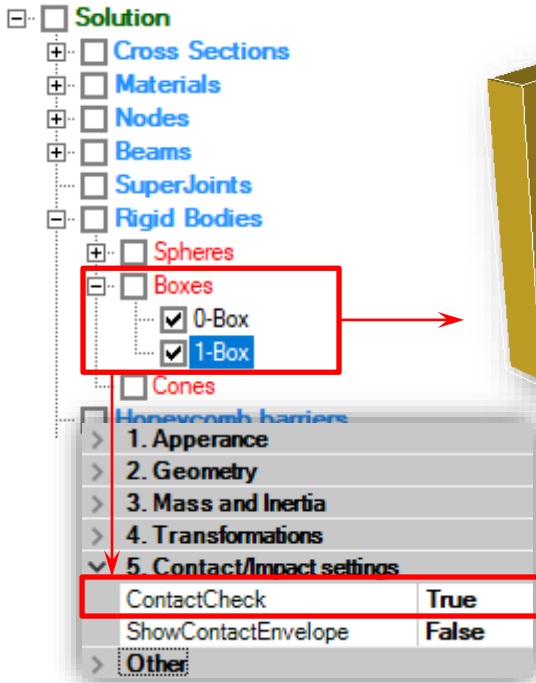 Solution
Cross Sections
Materials
Nodes
Beams
SuperJoints
Rigid Bodies
Spheres
Boxes
0-Box
1-Box
Cones
Honeycomb barriers
1. Apperance
2. Geometry
3. Mass and Inertia
4. Transformations
5. Contact/Impact settings
ContactCheck True
ShowContactEnvelope False
Other